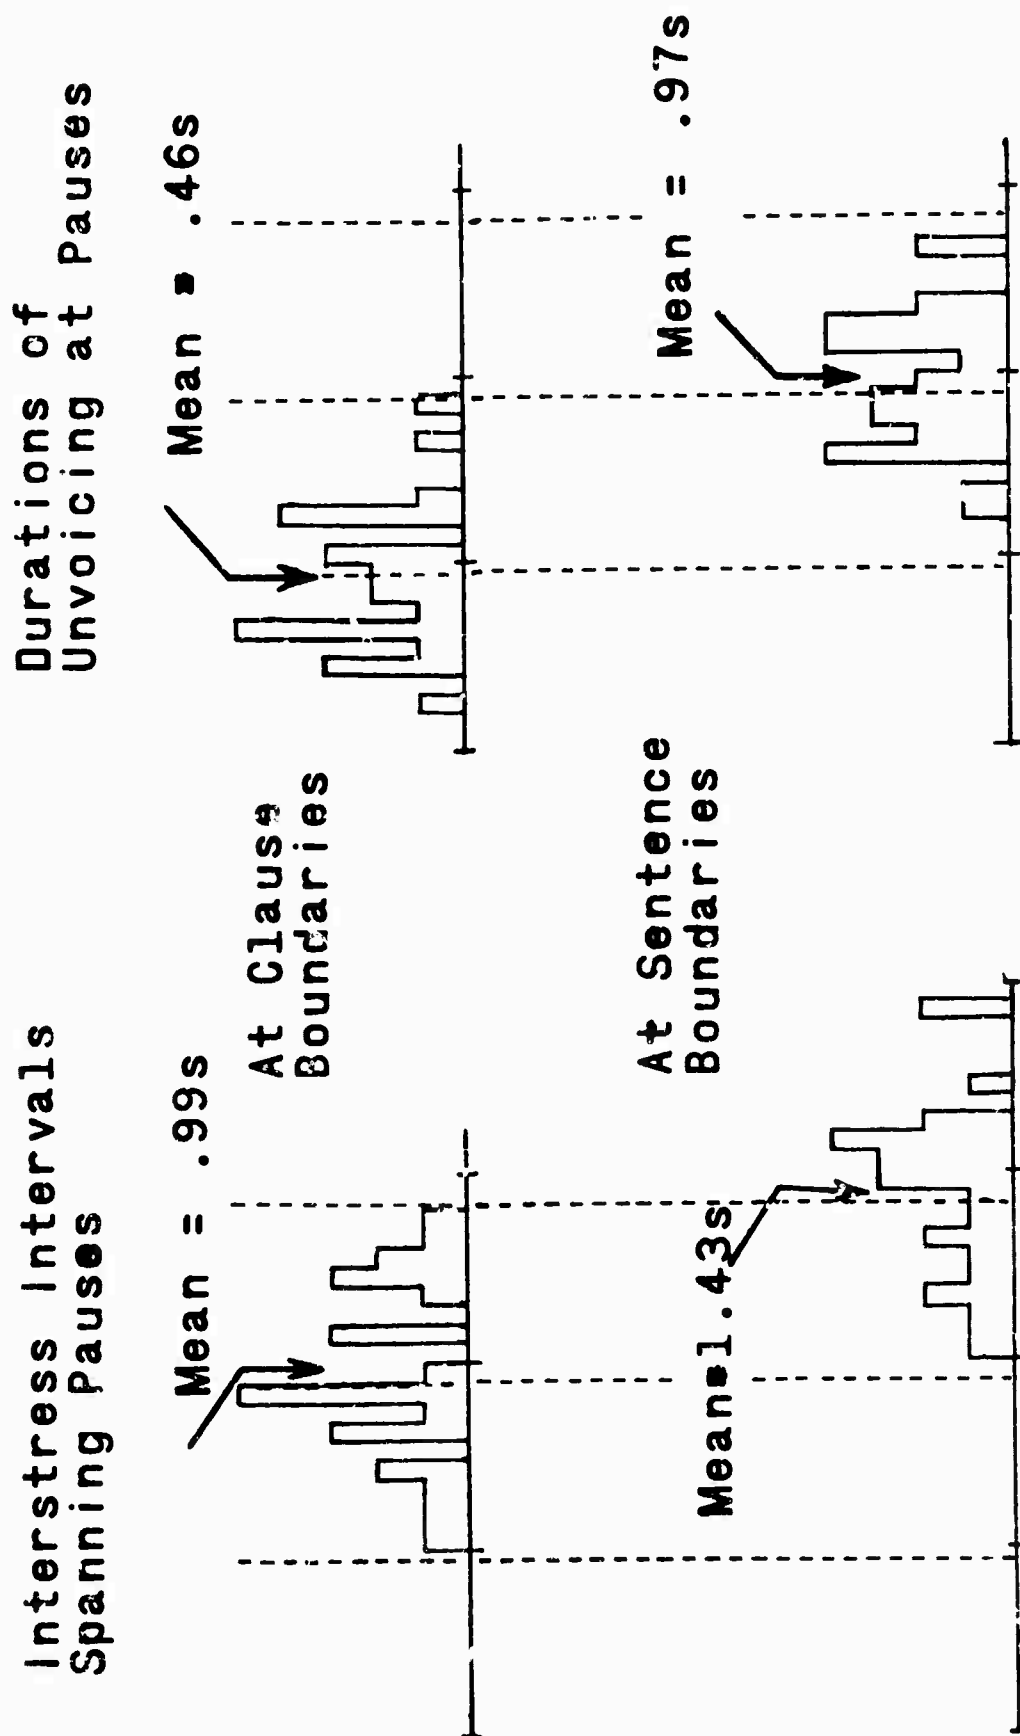 Interstress Intervals
Spanning Pauses
Mean = .99s
Durations of
Unvoicing at Pauses
Mean = .46s
At Clause
Boundaries
Mean=1.43s
At Sentence
Boundaries
Mean = .97s